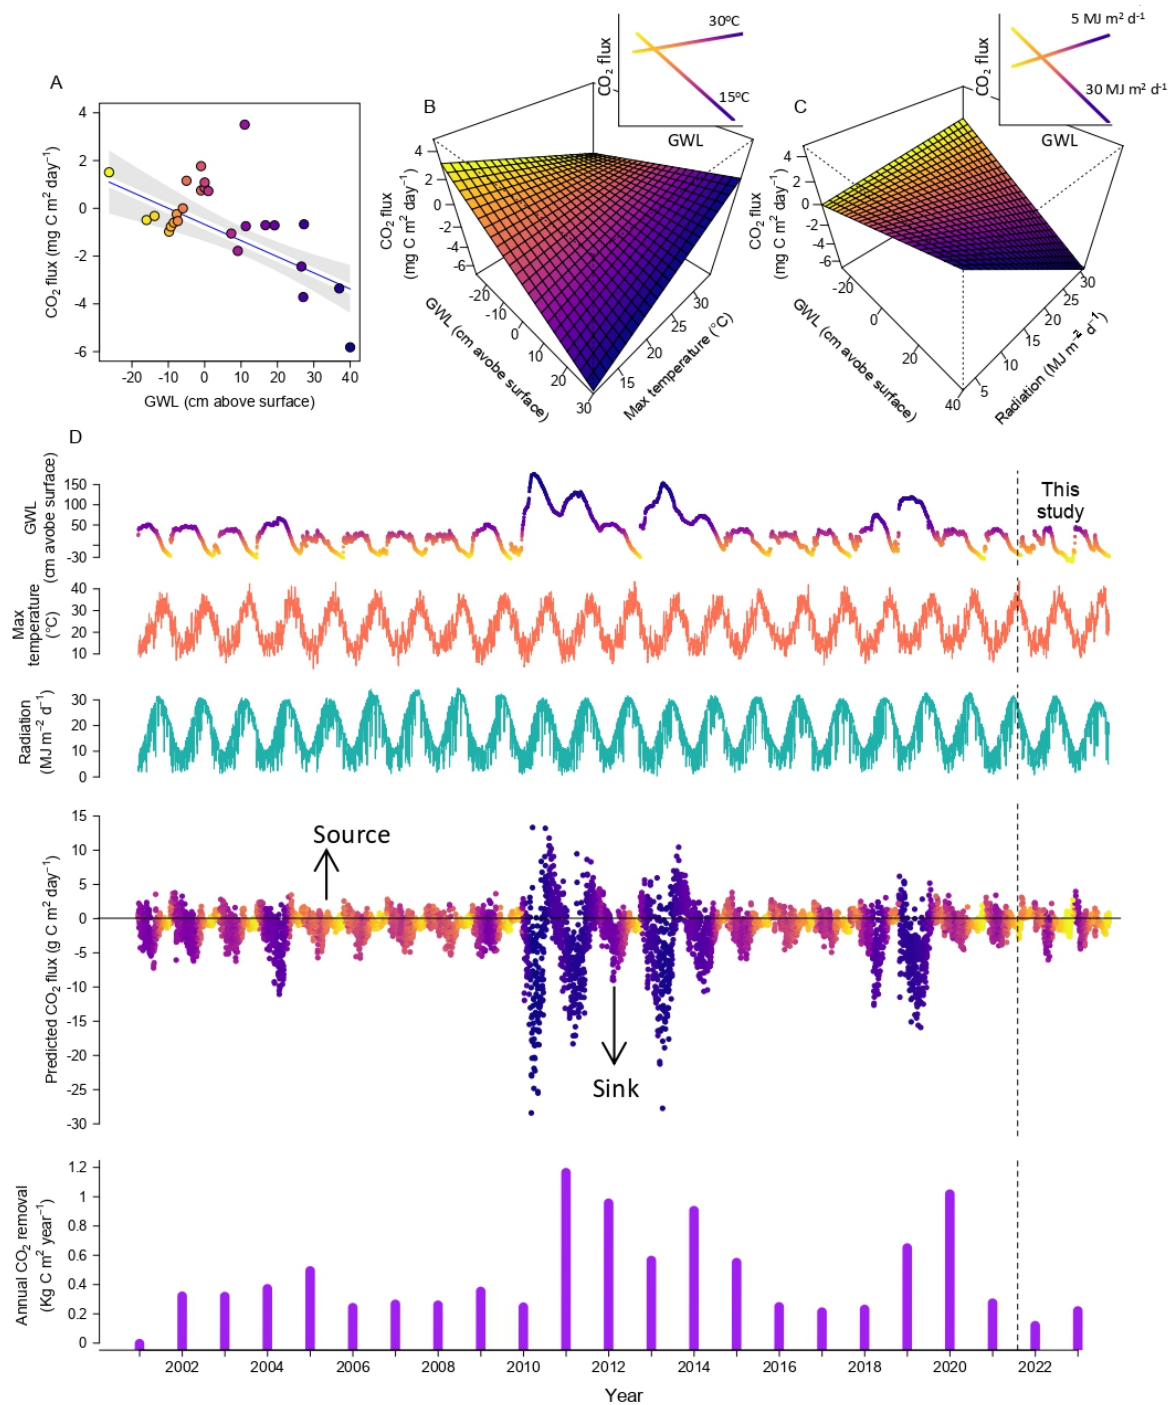 A
CO2 flux (mg C m2 day−1)
4
2
0
-2
-4
-6
-20
-10
0
10
20
30
40
GWL (cm above surface)
B
CO2 flux
30°C
15°C
GWL
CO2 flux
(mg C m2 day−1)
4
2
0
-2
-4
-6
-20
-10
0
10
20
30
GWL (cm avobe surface)
15
20
25
30
Max temperature (°C)
C
CO2 flux
5 MJ m2 d-1
30 MJ m2 d-1
GWL
CO2 flux
(mg C m2 day−1)
4
2
0
-2
-4
-6
-20
0
20
40
GWL (cm avobe surface)
5
10
15
20
25
30
Radiation (MJ m−2 d−1)
D
GWL
(cm avobe surface)
150
100
50
-30
This
study
Max
temperature
(°C)
40
30
20
10
Radiation
(MJ m−2 d−1)
30
20
10
0
Predicted CO2 flux (g C m2 day−1)
15
10
5
0
-5
-10
-15
-20
-25
-30
Source
Sink
Annual CO2 removal
(Kg C m2 year−1)
1.2
1
0.8
0.6
0.4
0.2
0
2002
2004
2006
2008
2010
2012
2014
2016
2018
2020
2022
Year